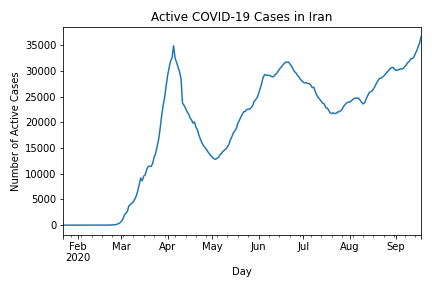 Active COVID-19 Cases in Iran
Number of Active Cases
35000
30000
25000
20000
15000
10000
5000
0
Feb Mar Apr May Jun Jul Aug Sep
2020
Day